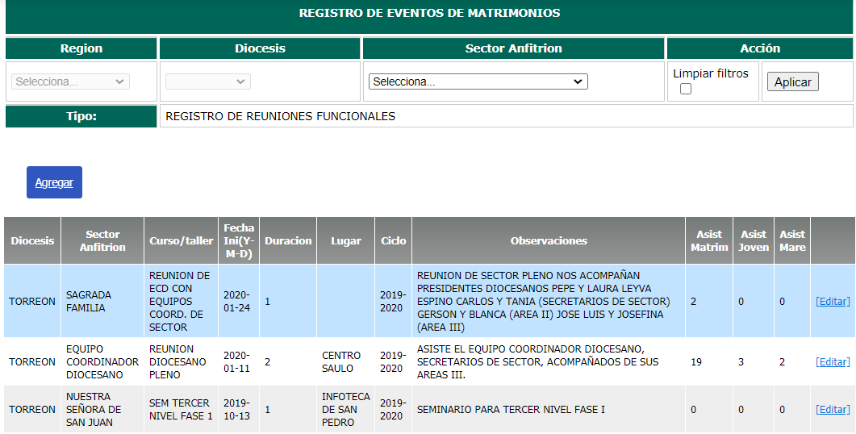 REGISTRO DE EVENTOS DE MATRIMONIOS
Region Diocesis Sector Anfitrion Acción
Selecciona... Selecciona... Limpiar filtros Aplicar
Tipo: REGISTRO DE REUNIONES FUNCIONALES
Agregar
Diocesis Sector Anfitrion Curso/taller Fecha Ini(Y-M-D) Duracion Lugar Ciclo Observaciones Asist Matrim Asist Joven Asist Mare
TORREON SAGRADA FAMILIA REUNION DE ECD CON EQUIPOS COORD. DE SECTOR 2020-01-24 1 2019-2020 REUNION DE SECTOR PLENO NOS ACOMPAÑAN PRESIDENTES DIOCESANOS PEPE Y LAURA LEYVA ESPINO CARLOS Y TANIA (SECRETARIOS DE SECTOR) GERSON Y BLANCA (AREA II) JOSE LUIS Y JOSEFINA (AREA III) 2 0 0 [Editar]
TORREON EQUIPO COORDINADOR DIOCESANO REUNION DIOCESANO PLENO 2020-01-11 2 CENTRO SAULO 2019-2020 ASISTE EL EQUIPO COORDINADOR DIOCESANO, SECRETARIOS DE SECTOR, ACOMPAÑADOS DE SUS AREAS III. 19 3 2 [Editar]
TORREON NUESTRA SEÑORA DE SAN JUAN SEM TERCER NIVEL FASE 1 2019-10-13 1 INFOTECA DE SAN PEDRO 2019-2020 SEMINARIO PARA TERCER NIVEL FASE I 0 0 0 [Editar]